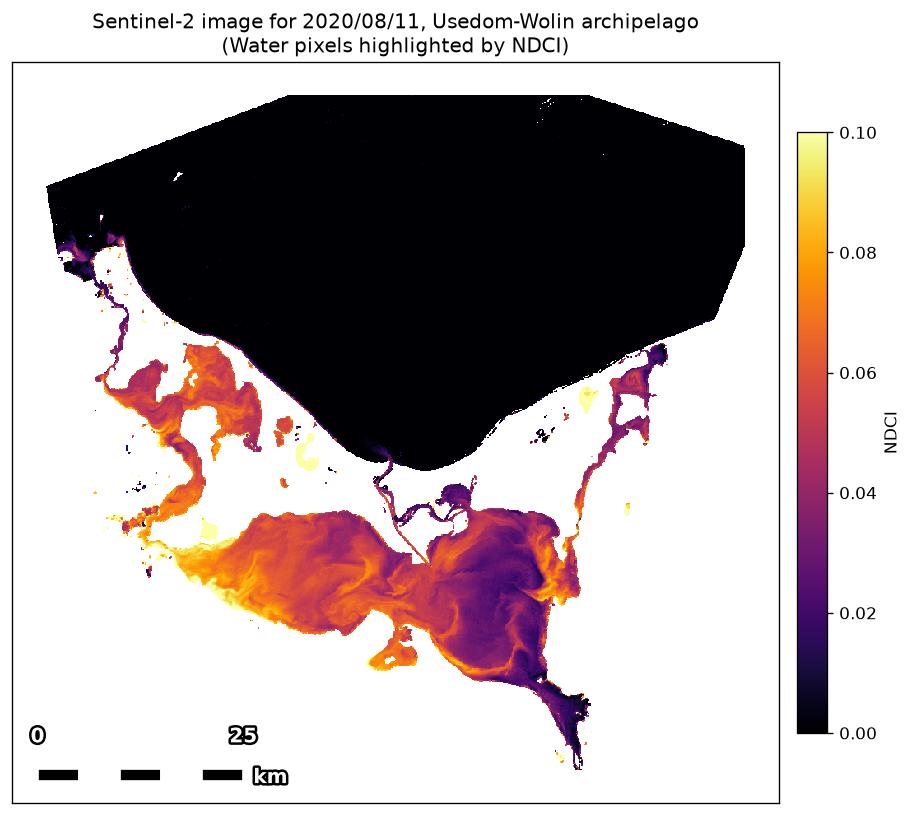 Sentinel-2 image for 2020/08/11, Usedom-Wolin archipelago
(Water pixels highlighted by NDCI)
0.10
0.08
0.06
0.04
0.02
0.00
NDCI
0 25
km